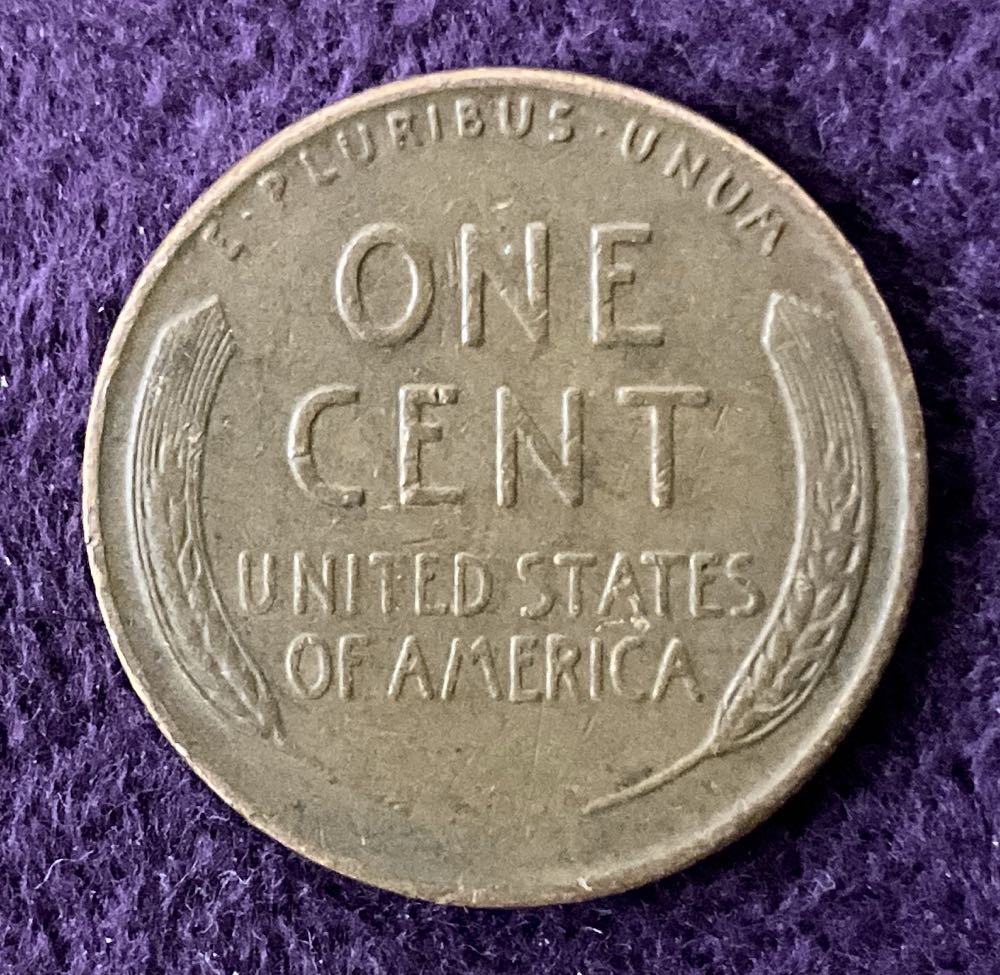 E · PLURIBUS · UNUM
ONE
CENT
UNITED STATES
OF AMERICA